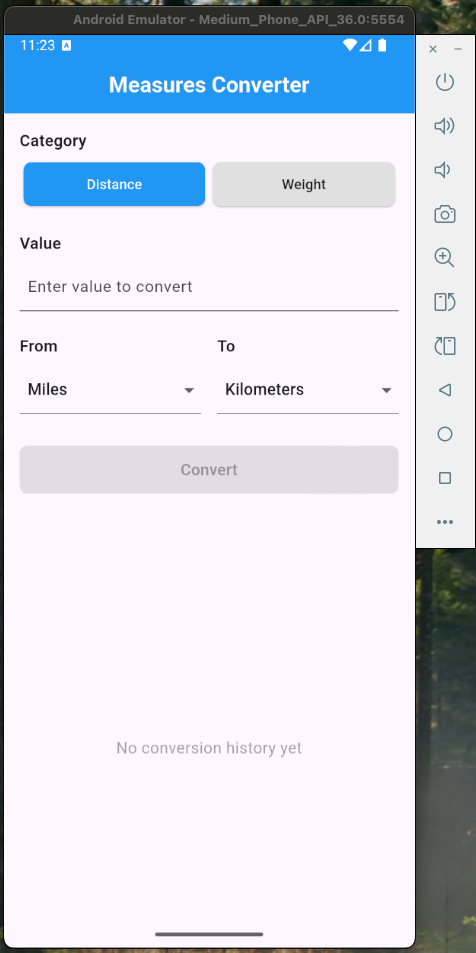 Android Emulator - Medium_Phone_API_36.0:5554
11:23 A
Measures Converter
Category
Distance Weight
Value
Enter value to convert
From To
Miles Kilometers
Convert
No conversion history yet